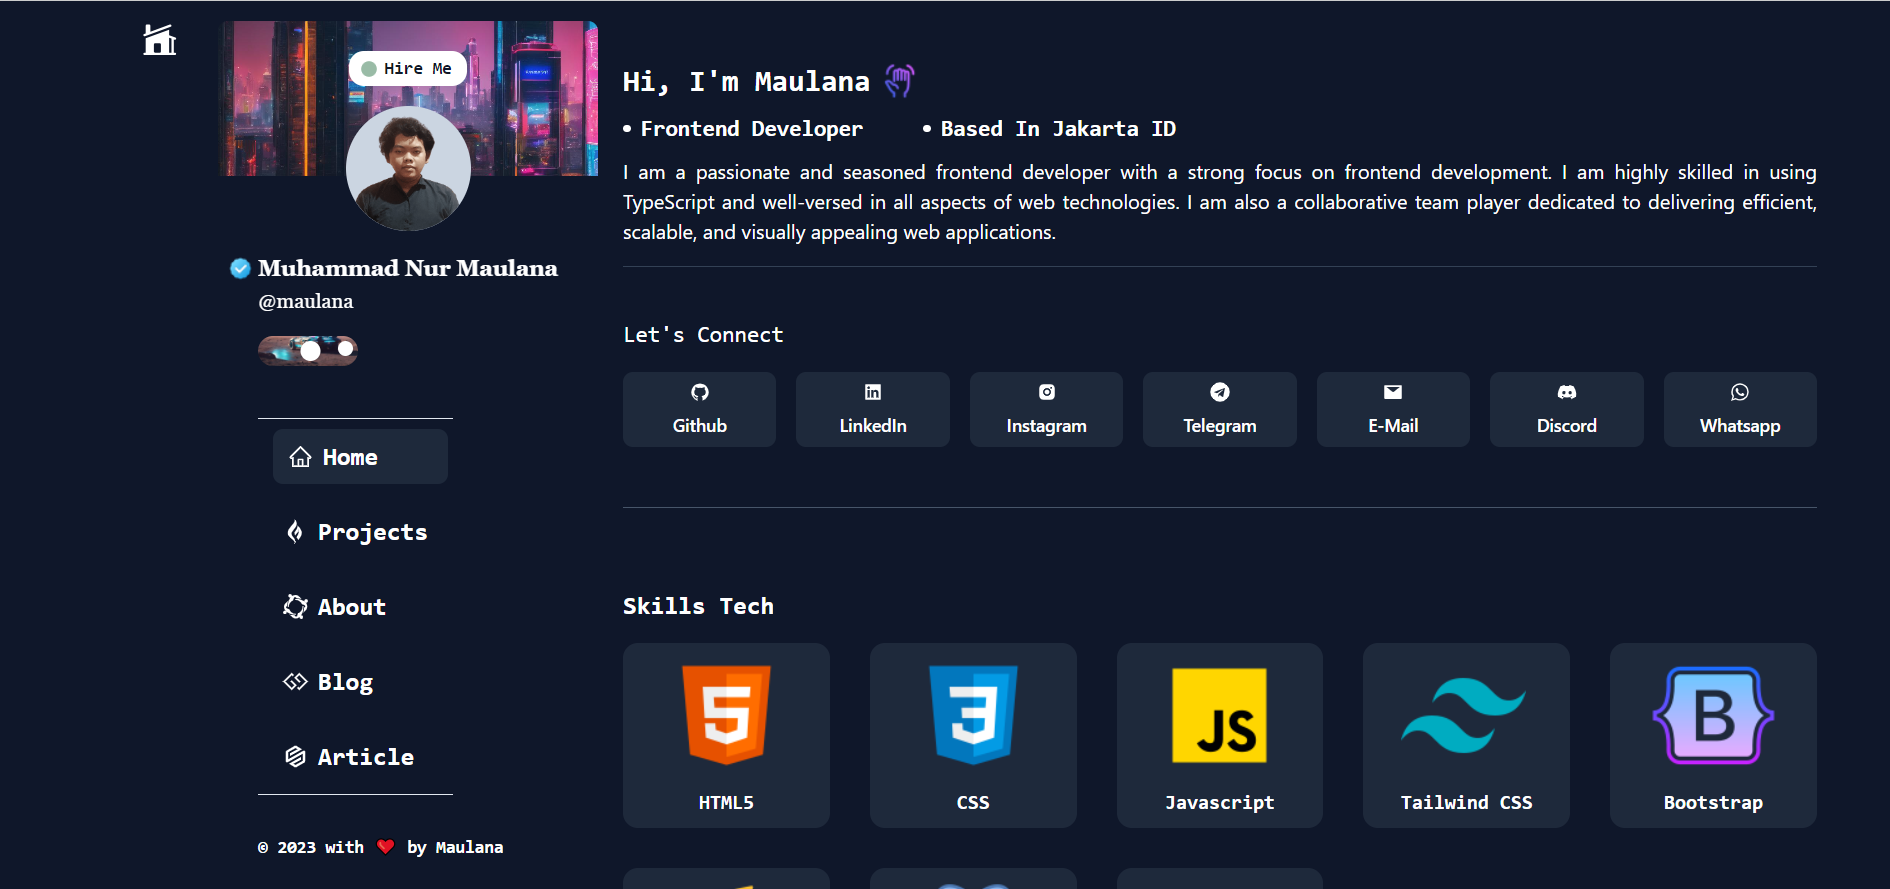 Hire Me
Muhammad Nur Maulana
@maulana
Home
Projects
About
Blog
Article
© 2023 with ❤️ by Maulana
Hi, I'm Maulana
• Frontend Developer
• Based In Jakarta ID
I am a passionate and seasoned frontend developer with a strong focus on frontend development. I am highly skilled in using
TypeScript and well-versed in all aspects of web technologies. I am also a collaborative team player dedicated to delivering efficient,
scalable, and visually appealing web applications.
Let's Connect
Github
LinkedIn
Instagram
Telegram
E-Mail
Discord
Whatsapp
Skills Tech
5
3
JS
B
HTML5
CSS
Javascript
Tailwind CSS
Bootstrap